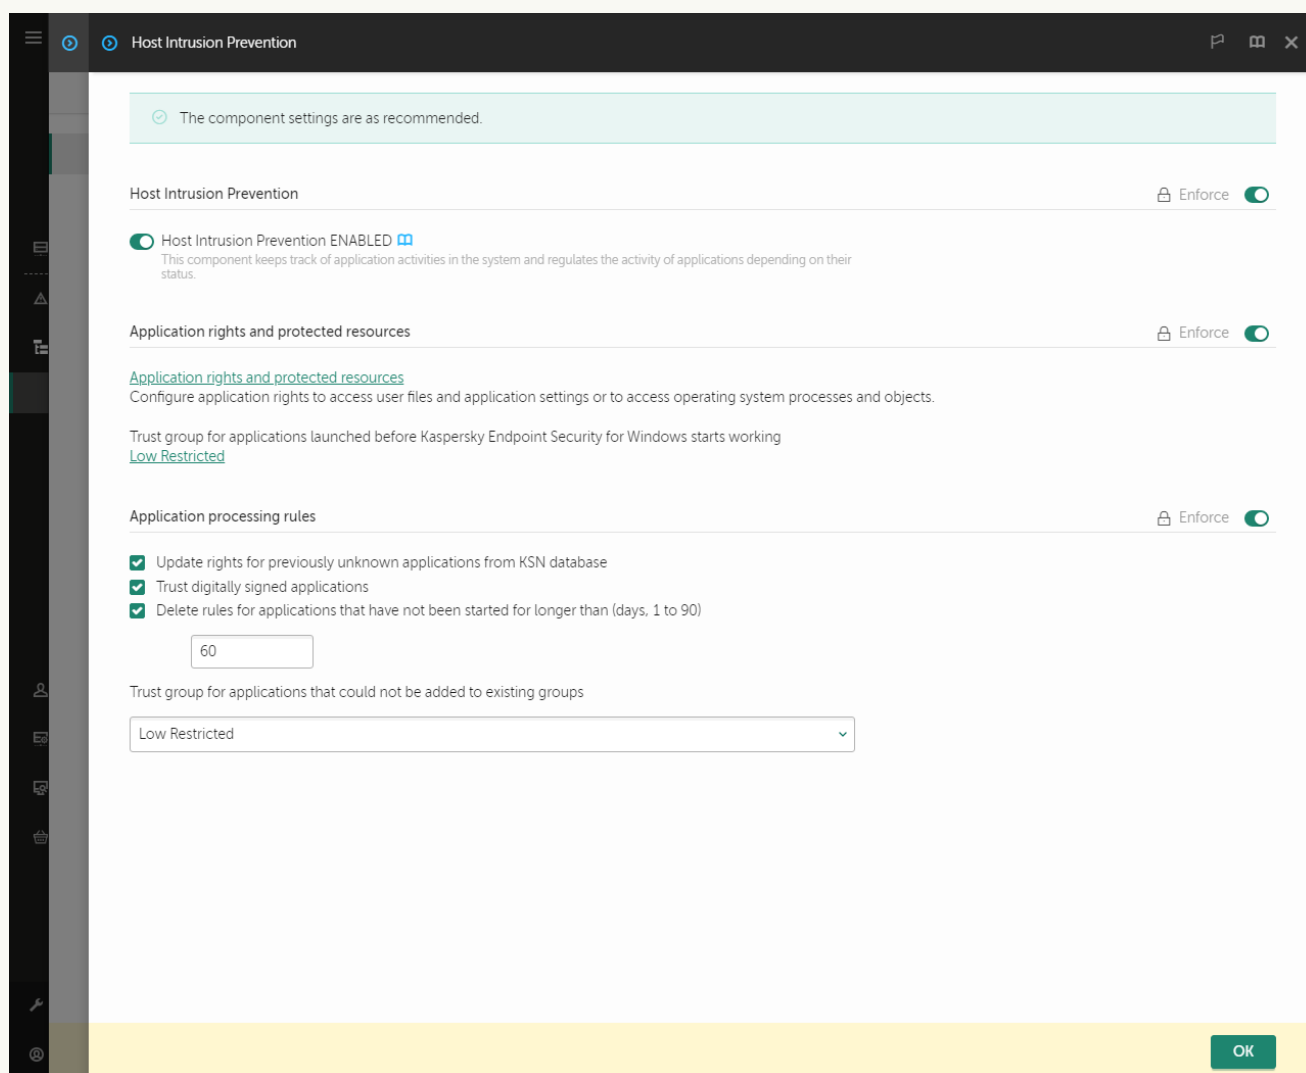 Host Intrusion Prevention
The component settings are as recommended.
Host Intrusion Prevention
Enforce
Host Intrusion Prevention ENABLED
This component keeps track of application activities in the system and regulates the activity of applications depending on their
status.
Application rights and protected resources
Enforce
Application rights and protected resources
Configure application rights to access user files and application settings or to access operating system processes and objects.
Trust group for applications launched before Kaspersky Endpoint Security for Windows starts working
Low Restricted
Application processing rules
Enforce
Update rights for previously unknown applications from KSN database
Trust digitally signed applications
Delete rules for applications that have not been started for longer than (days, 1 to 90)
60
Trust group for applications that could not be added to existing groups
Low Restricted
OK